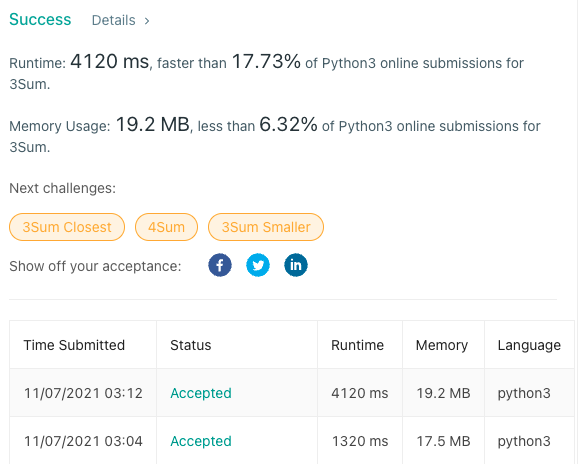 Success Details >
Runtime: 4120 ms, faster than 17.73% of Python3 online submissions for
3Sum.
Memory Usage: 19.2 MB, less than 6.32% of Python3 online submissions for
3Sum.
Next challenges:
3Sum Closest 4Sum 3Sum Smaller
Show off your acceptance: f in
Time Submitted Status Runtime Memory Language
11/07/2021 03:12 Accepted 4120 ms 19.2 MB python3
11/07/2021 03:04 Accepted 1320 ms 17.5 MB python3